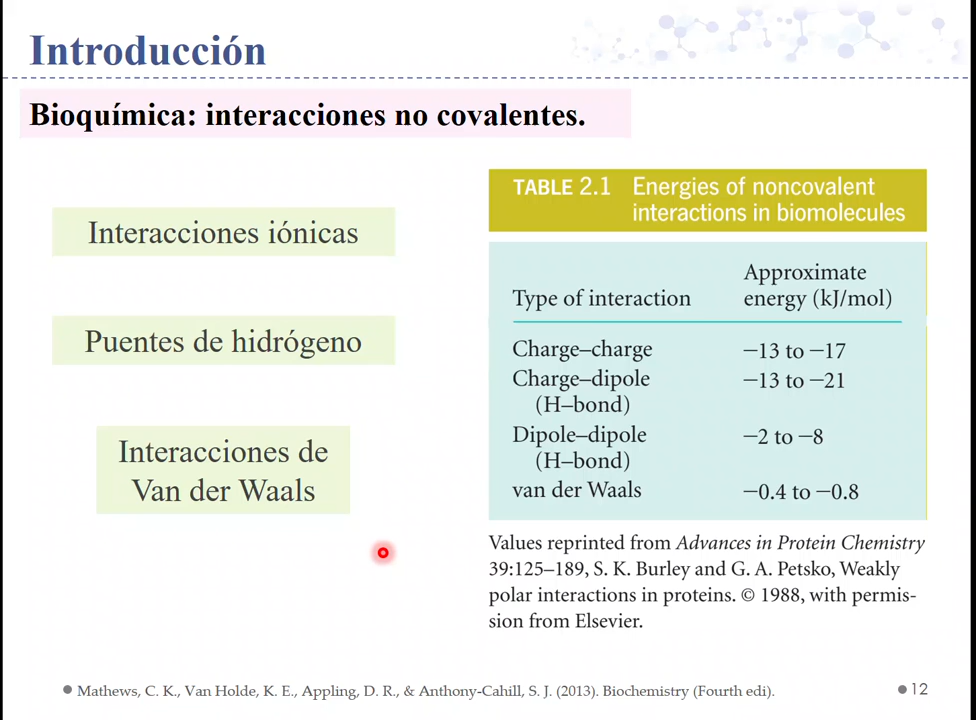 Introducción
Bioquímica: interacciones no covalentes.
Interacciones iónicas
Puentes de hidrógeno
Interacciones de
Van der Waals
TABLE 2.1 Energies of noncovalent
interactions in biomolecules
Approximate
Type of interaction energy (kJ/mol)
Charge–charge −13 to −17
Charge–dipole −13 to −21
(H–bond)
Dipole–dipole −2 to −8
(H–bond)
van der Waals −0.4 to −0.8
Values reprinted from Advances in Protein Chemistry
39:125–189, S. K. Burley and G. A. Petsko, Weakly
polar interactions in proteins. © 1988, with permis-
sion from Elsevier.
Mathews, C. K., Van Holde, K. E., Appling, D. R., & Anthony-Cahill, S. J. (2013). Biochemistry (Fourth edi).
12